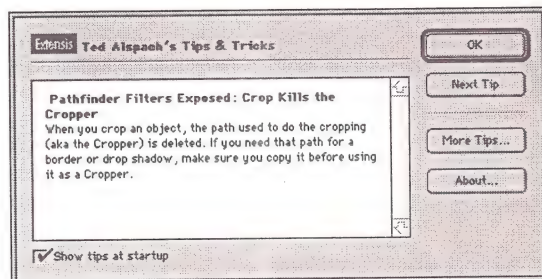 Extensis Ted Alspach's Tips & Tricks
Pathfinder Filters Exposed: Crop Kills the
Cropper
When you crop an object, the path used to do the cropping
(aka the Cropper) is deleted. If you need that path for a
border or drop shadow, make sure you copy it before using
it as a Cropper.
Show tips at startup
OK
Next Tip
More Tips...
About...